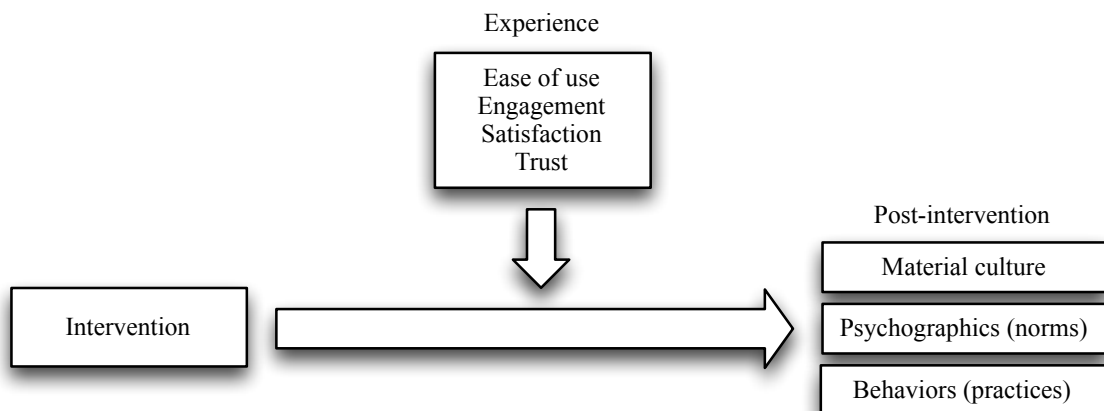 Experience
Ease of use
Engagement
Satisfaction
Trust
Post-intervention
Material culture
Intervention
Psychographics (norms)
Behaviors (practices)